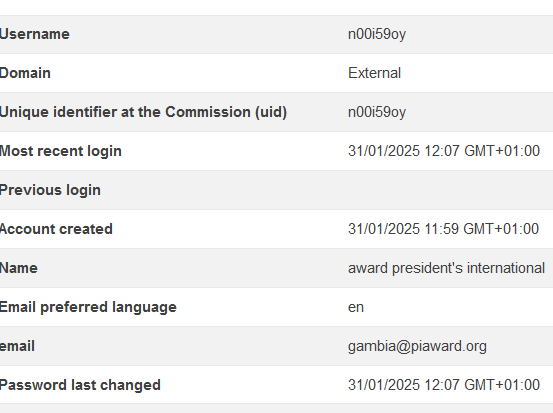 Username n00i59oy
Domain External
Unique identifier at the Commission (uid) n00i59oy
Most recent login 31/01/2025 12:07 GMT+01:00
Previous login
Account created 31/01/2025 11:59 GMT+01:00
Name award president's international
Email preferred language en
email gambia@piaward.org
Password last changed 31/01/2025 12:07 GMT+01:00